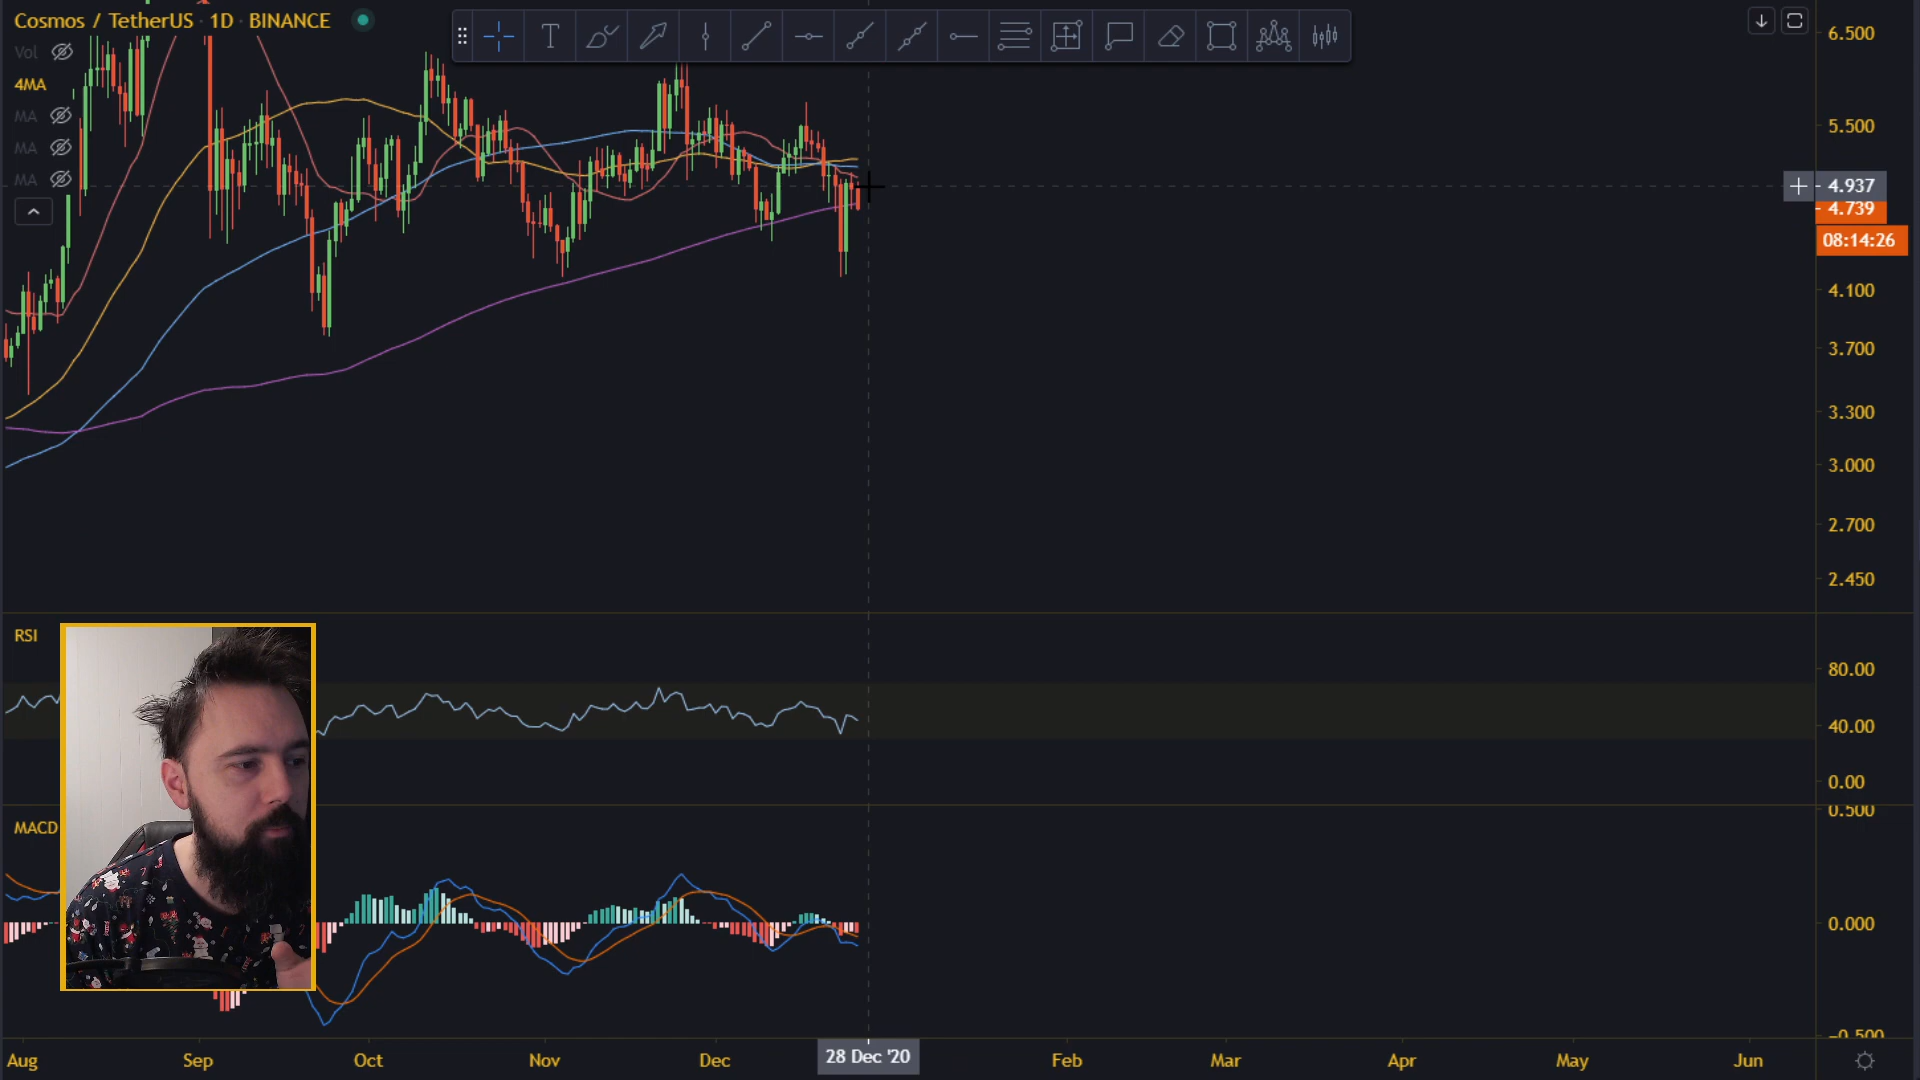 Cosmos / TetherUS · 1D · BINANCE
Vol
4MA
MA
MA
MA
T
6.500
5.500
4.937
4.739
08:14:26
4.100
3.700
3.300
3.000
2.700
2.450
RSI
80.00
40.00
0.00
MACD
0.500
0.000
-0.500
Aug Sep Oct Nov Dec 28 Dec '20 Feb Mar Apr May Jun